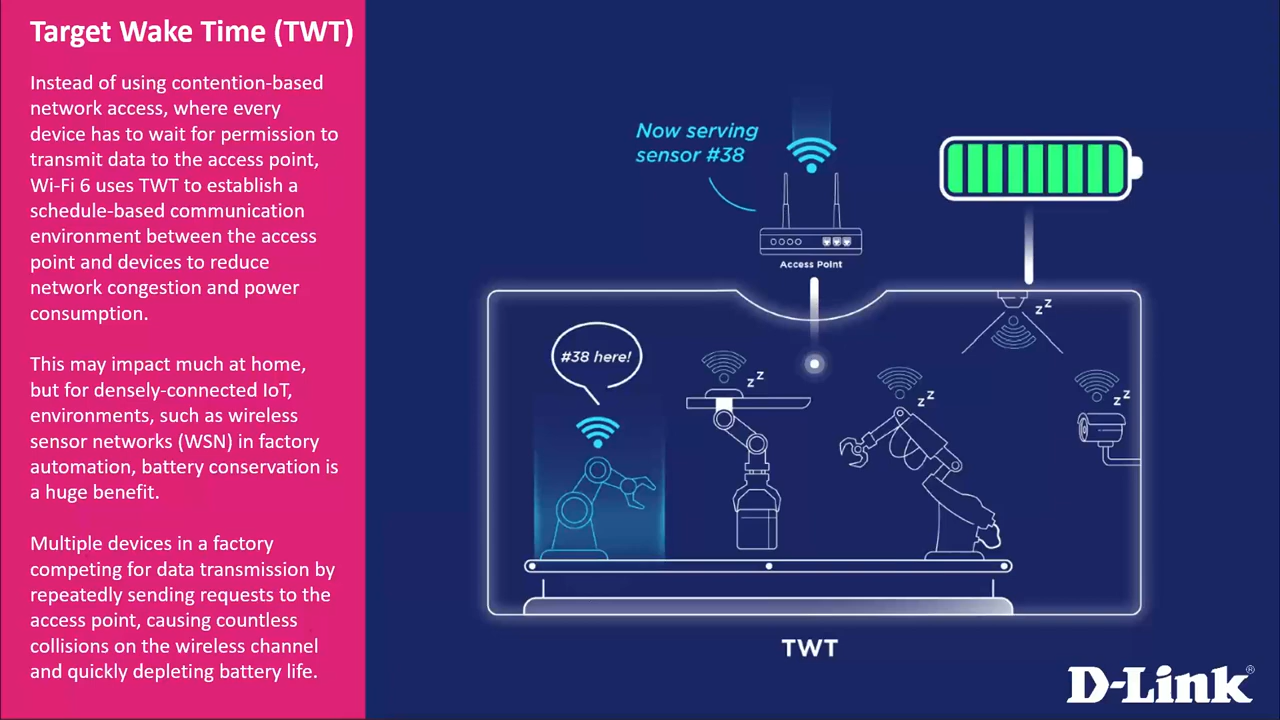 Target Wake Time (TWT)
Instead of using contention-based
network access, where every
device has to wait for permission to
transmit data to the access point,
Wi-Fi 6 uses TWT to establish a
schedule-based communication
environment between the access
point and devices to reduce
network congestion and power
consumption.
This may impact much at home,
but for densely-connected IoT,
environments, such as wireless
sensor networks (WSN) in factory
automation, battery conservation is
a huge benefit.
Multiple devices in a factory
competing for data transmission by
repeatedly sending requests to the
access point, causing countless
collisions on the wireless channel
and quickly depleting battery life.
Now serving
sensor #38
Access Point
#38 here!
z z
z z
z z
z z
TWT
D-Link®